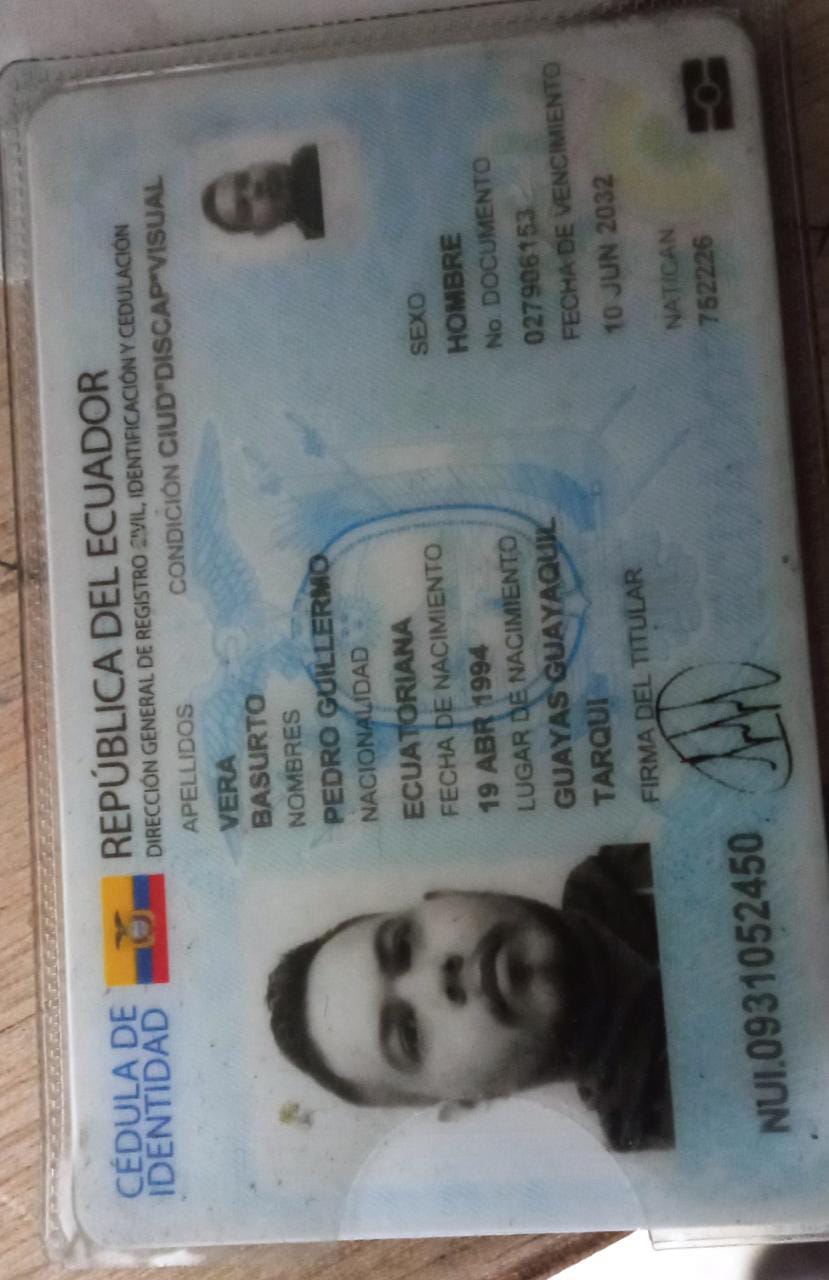 CÉDULA DE
IDENTIDAD
REPÚBLICA DEL ECUADOR
DIRECCIÓN GENERAL DE REGISTRO CIVIL, IDENTIFICACIÓN Y CEDULACIÓN
CONDICIÓN CIUD*DISCAP*VISUAL
APELLIDOS
VERA
BASURTO
NOMBRES
PEDRO GUILLERMO
NACIONALIDAD
ECUATORIANA
FECHA DE NACIMIENTO
19 ABR 1994
LUGAR DE NACIMIENTO
GUAYAS GUAYAQUIL
TARQUI
FIRMA DEL TITULAR
SEXO
HOMBRE
No. DOCUMENTO
027906153
FECHA DE VENCIMIENTO
10 JUN 2032
NAT/CAN
752226
NUI.0931052450